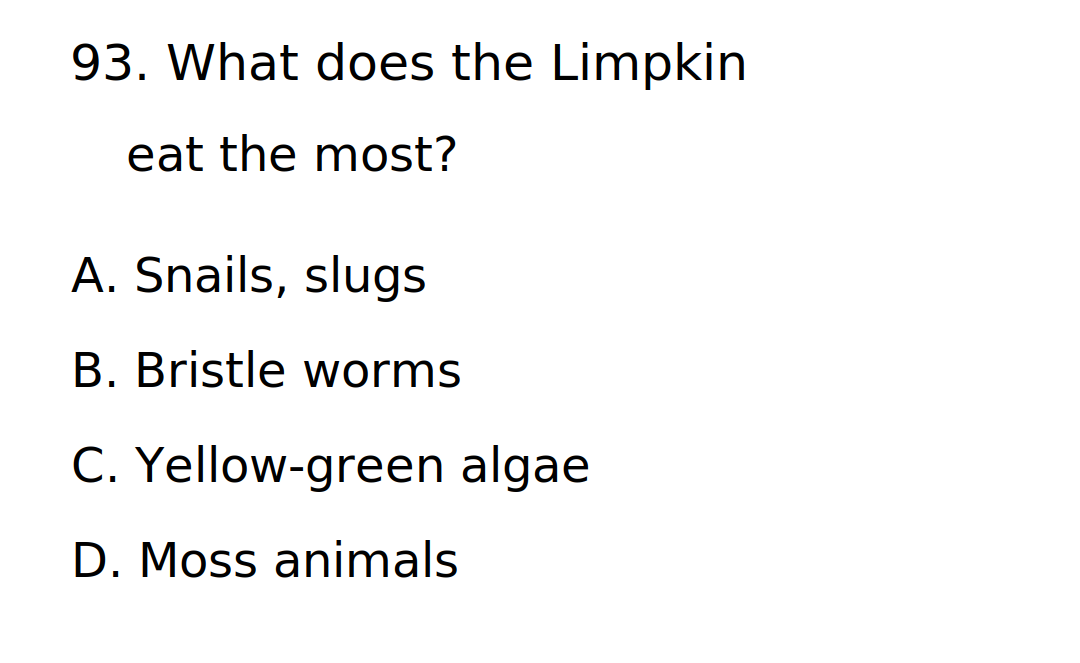 93. What does the Limpkin
eat the most?
A. Snails, slugs
B. Bristle worms
C. Yellow-green algae
D. Moss animals